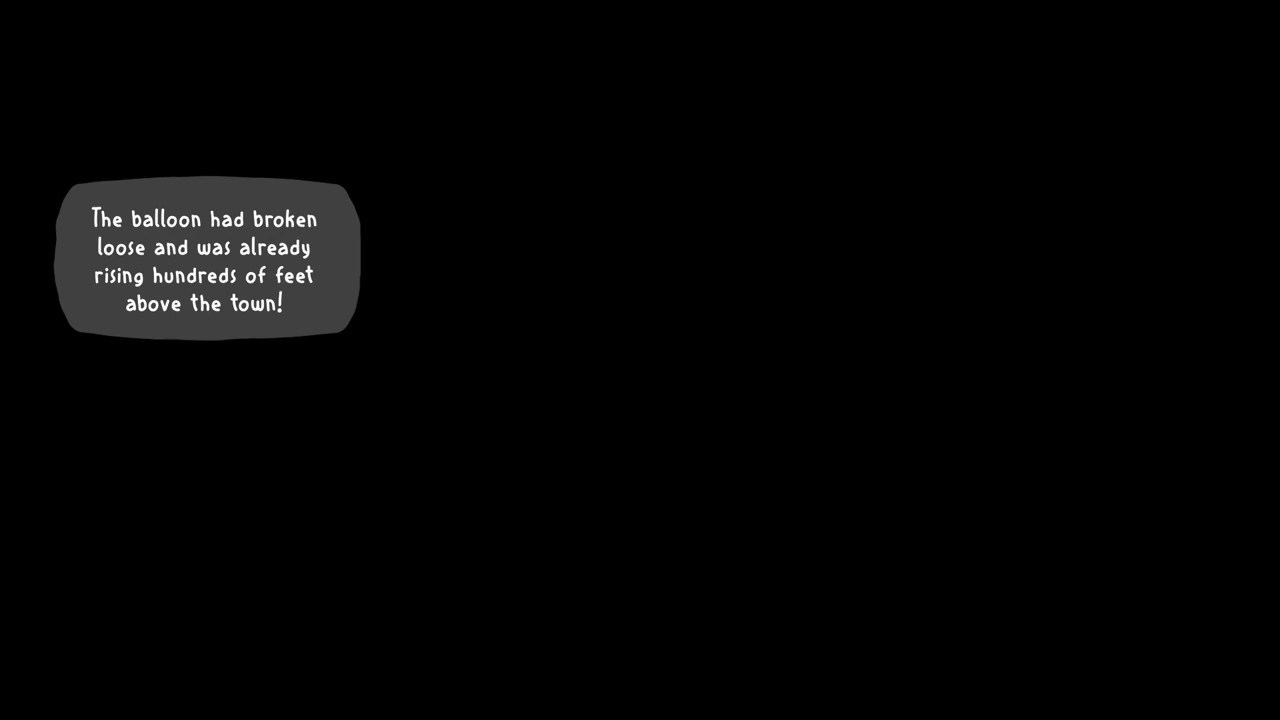 The balloon had broken
loose and was already
rising hundreds of feet
above the town!